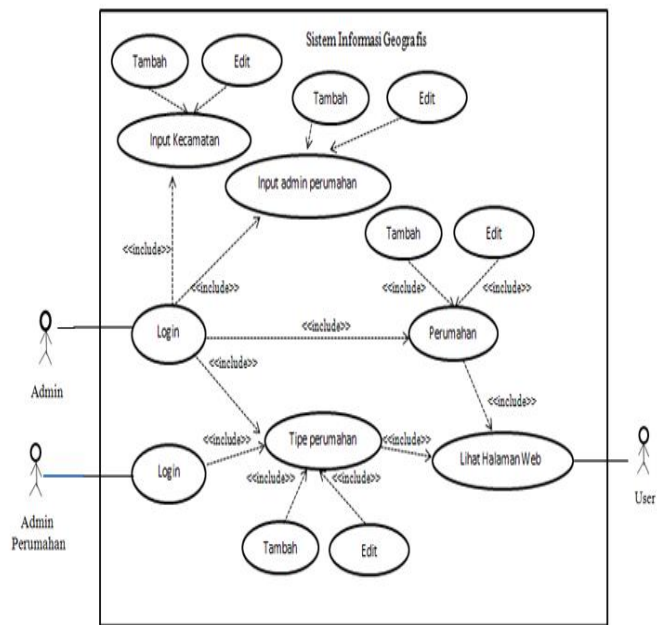 Sistem Informasi Geografis
Tambah
Edit
Tambah
Edit
Input Kecamatan
Input admin perumahan
Tambah
Edit
<<include>>
<<include>>
<<include>
<<include>>
Login
<<include>>
Perumahan
Admin
<<include>>
<<include>>
<<include>>
Tipe perumahan
<<include>>
Login
Lihat Halaman Web
<<include>>
<<include>>
User
Admin
Perumahan
Tambah
Edit